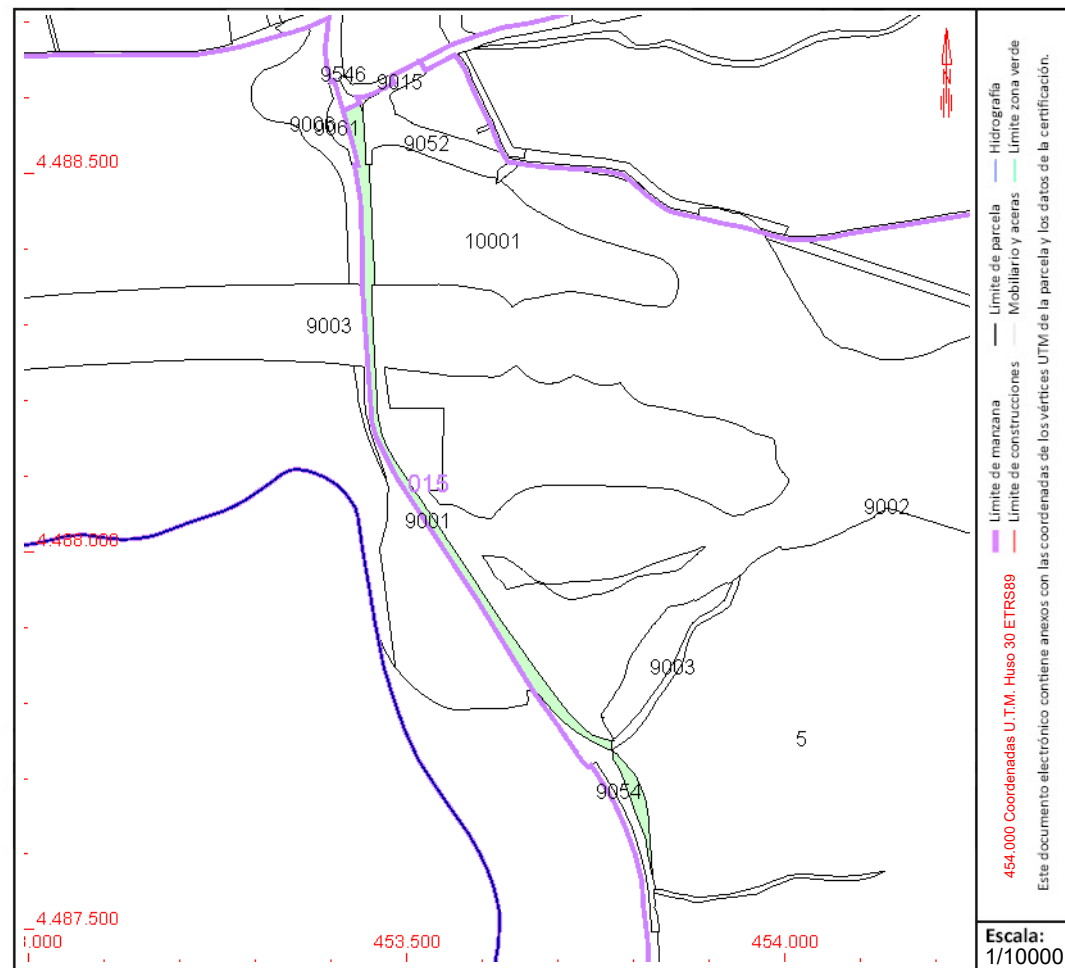 9546
9015
9006
9061
9052
4.488.500
10001
9003
015
9001
9002
4.488.000
9003
5
9054
4.487.500
.000
453.500
454.000
N
Límite de manzana
Límite de parcela
Hidrografía
Límite de construcciones
Mobiliario y aceras
Límite zona verde
454.000 Coordenadas U.T.M. Huso 30 ETRS89
Este documento electrónico contiene anexos con las coordenadas de los vértices UTM de la parcela y los datos de la certificación.
Escala:
1/10000